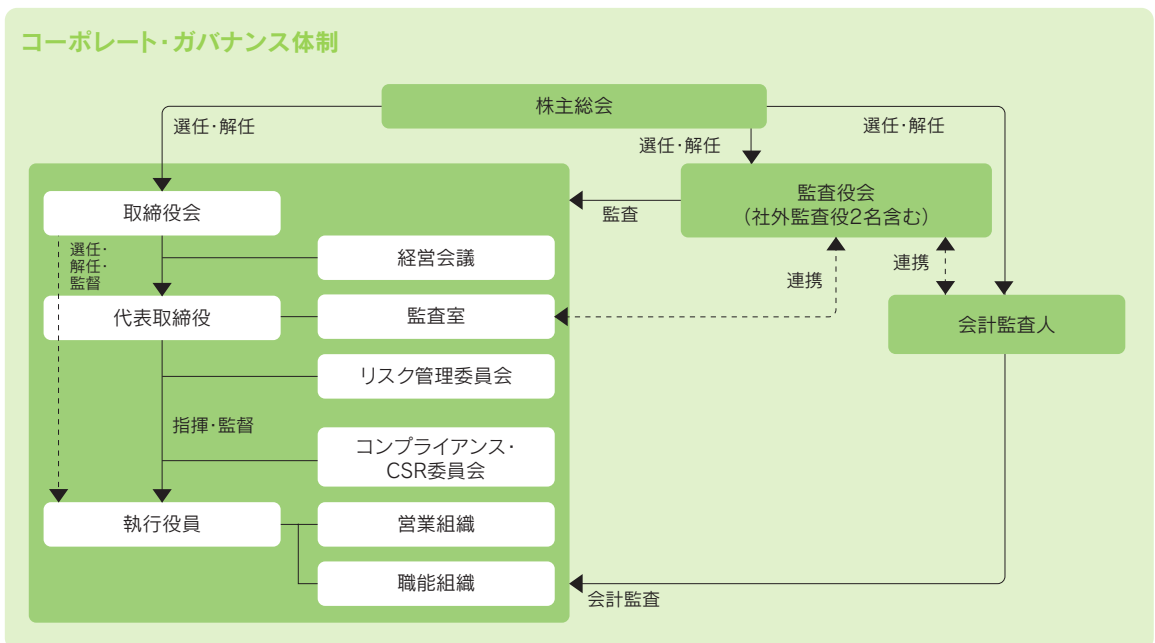 コーポレート・ガバナンス体制
株主総会
選任・解任
選任・解任
選任・解任
監査役会
(社外監査役2名含む)
取締役会
監査
選任・
解任・
監督
経営会議
連携
連携
代表取締役
監査室
会計監査人
リスク管理委員会
指揮・監督
コンプライアンス・
CSR委員会
執行役員
営業組織
職能組織
会計監査